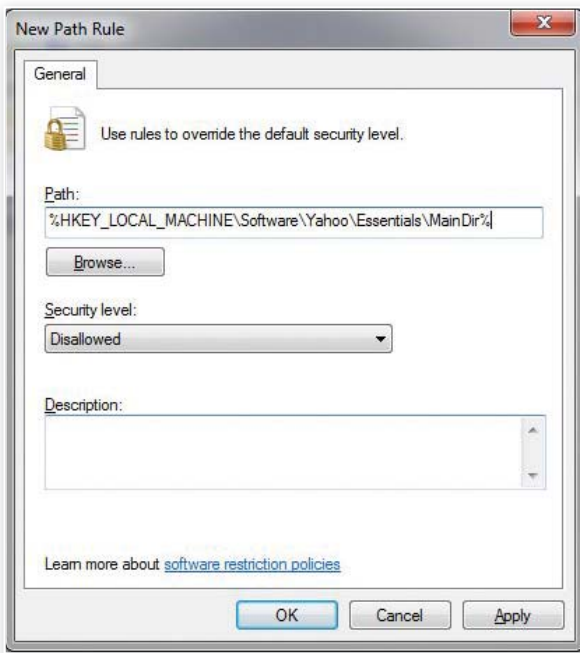 New Path Rule
General
Use rules to override the default security level.
Path:
%HKEY_LOCAL_MACHINE\Software\Yahoo\Essentials\MainDir%
Browse...
Security level:
Disallowed
Description:
Learn more about software restriction policies
OK Cancel Apply